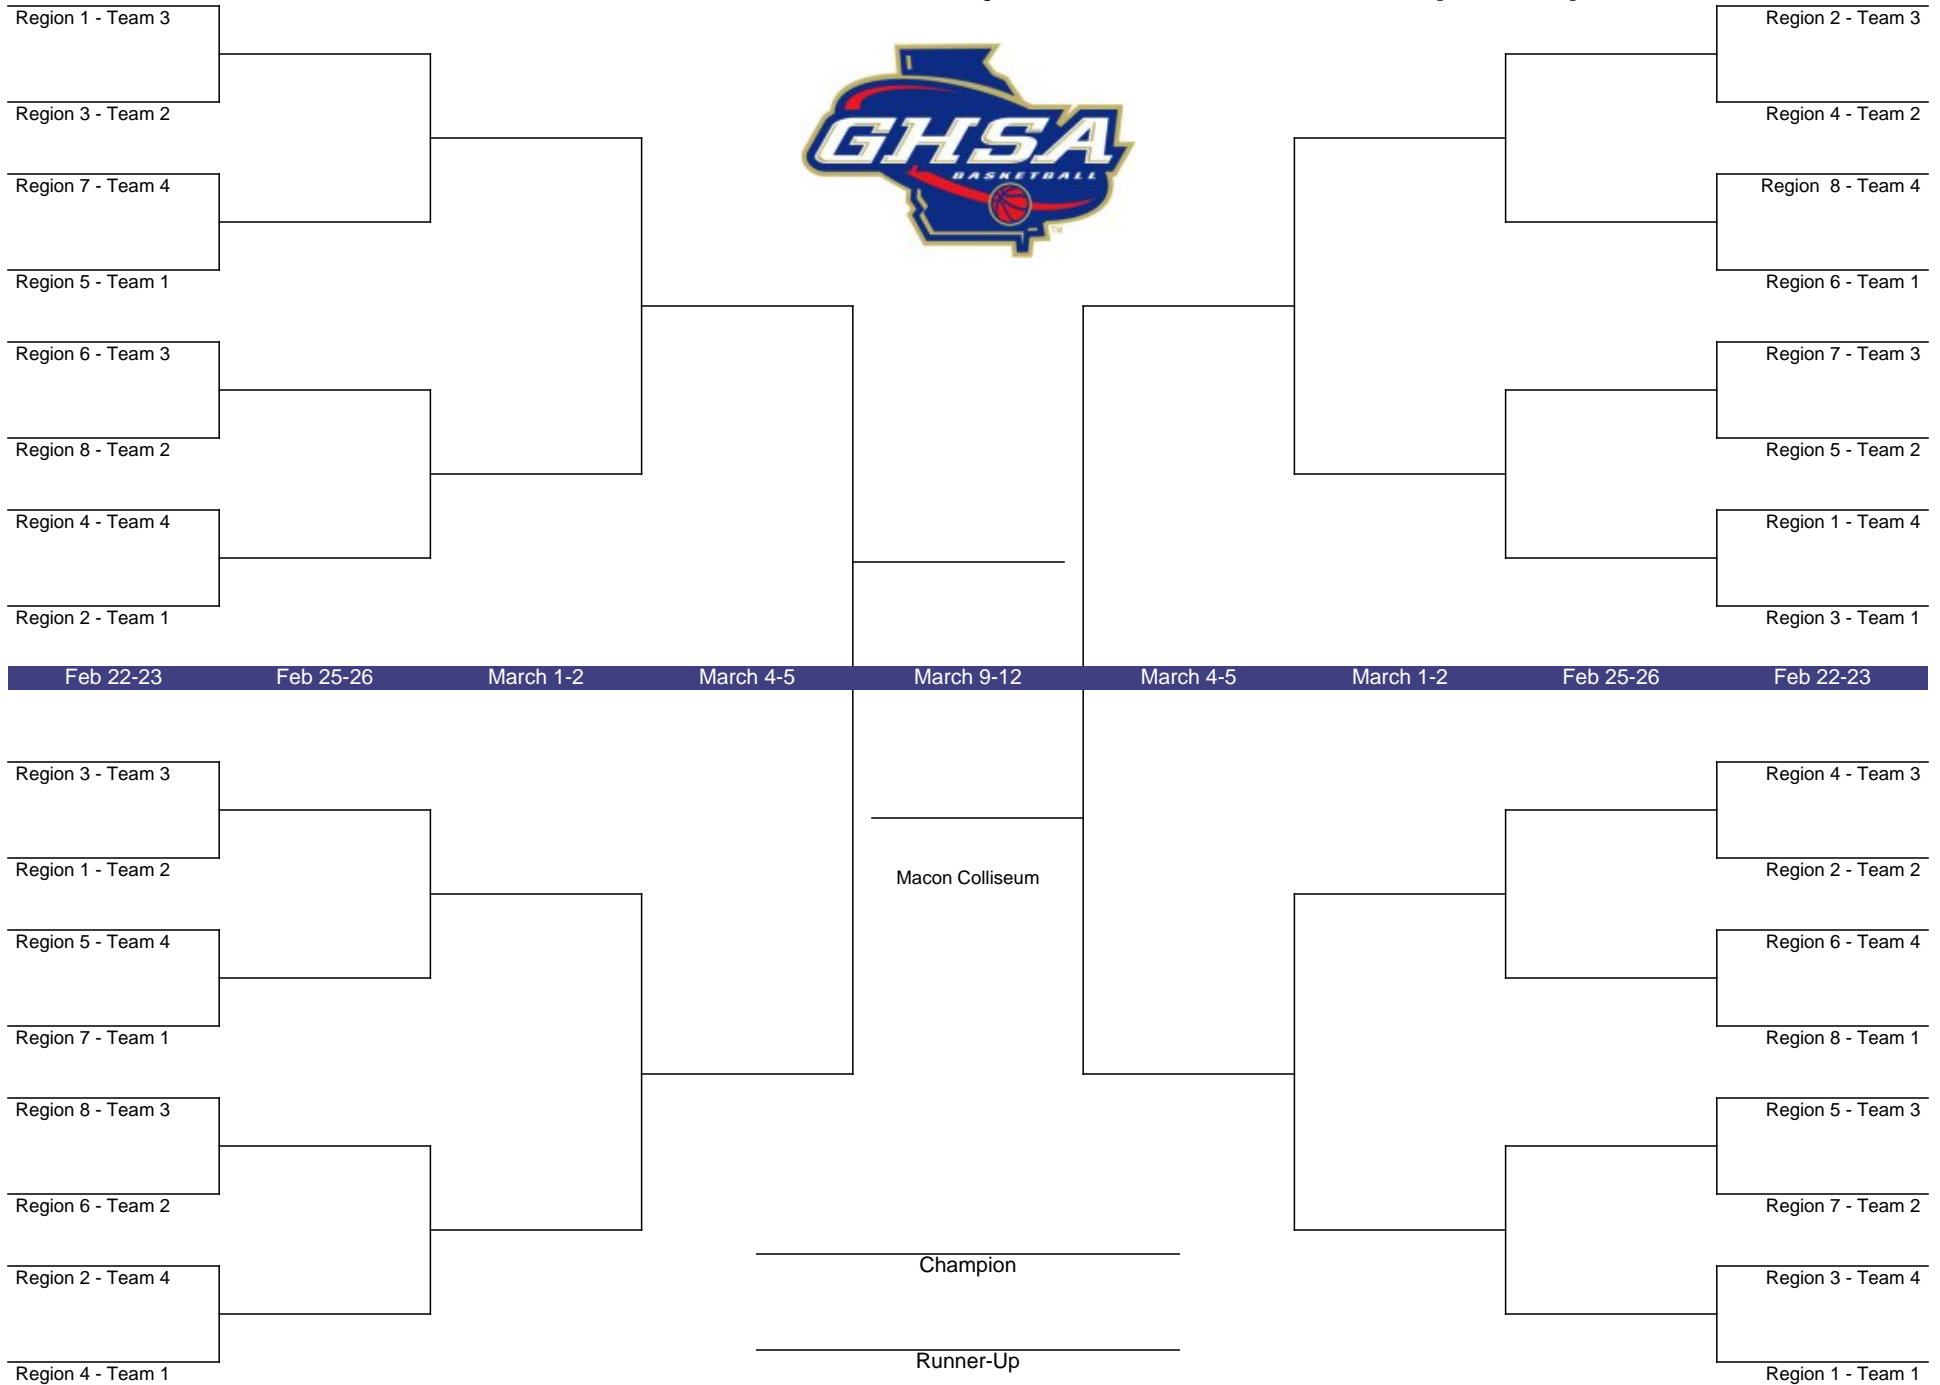 Region 1 - Team 3
Region 3 - Team 2
Region 7 - Team 4
Region 5 - Team 1
Region 6 - Team 3
Region 8 - Team 2
Region 4 - Team 4
Region 2 - Team 1
GHSA
BASKETBALL
TM
Region 2 - Team 3
Region 4 - Team 2
Region  8 - Team 4
Region 6 - Team 1
Region 7 - Team 3
Region 5 - Team 2
Region 1 - Team 4
Region 3 - Team 1
Feb 22-23 Feb 25-26 March 1-2 March 4-5 March 9-12 March 4-5 March 1-2 Feb 25-26 Feb 22-23
Region 3 - Team 3
Region 1 - Team 2
Region 5 - Team 4
Region 7 - Team 1
Region 8 - Team 3
Region 6 - Team 2
Region 2 - Team 4
Region 4 - Team 1
Macon Colliseum
Champion
Runner-Up
Region 4 - Team 3
Region 2 - Team 2
Region 6 - Team 4
Region 8 - Team 1
Region 5 - Team 3
Region 7 - Team 2
Region 3 - Team 4
Region 1 - Team 1